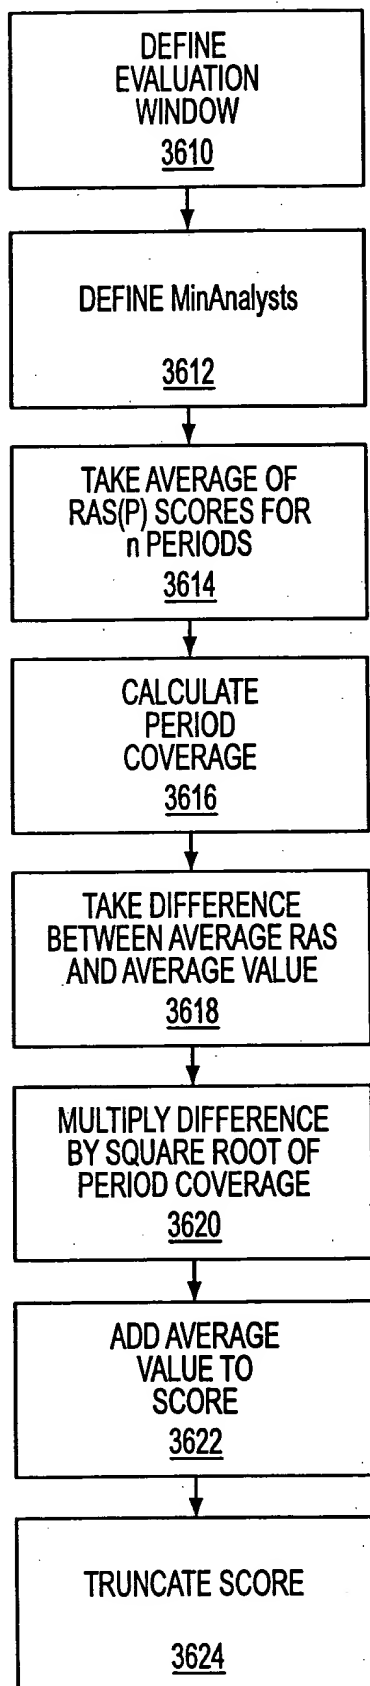 DEFINE
EVALUATION
WINDOW
3610
DEFINE MinAnalysts
3612
TAKE AVERAGE OF
RAS(P) SCORES FOR
n PERIODS
3614
CALCULATE
PERIOD
COVERAGE
3616
TAKE DIFFERENCE
BETWEEN AVERAGE RAS
AND AVERAGE VALUE
3618
MULTIPLY DIFFERENCE
BY SQUARE ROOT OF
PERIOD COVERAGE
3620
ADD AVERAGE
VALUE TO
SCORE
3622
TRUNCATE SCORE
3624